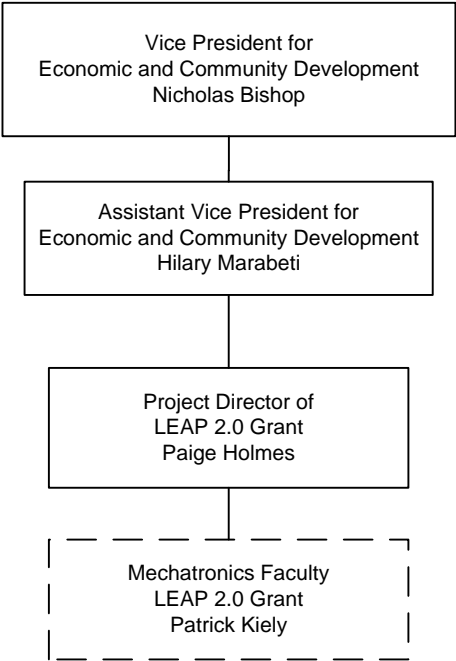 Vice President for
Economic and Community Development
Nicholas Bishop
Assistant Vice President for
Economic and Community Development
Hilary Marabeti
Project Director of
LEAP 2.0 Grant
Paige Holmes
Mechatronics Faculty
LEAP 2.0 Grant
Patrick Kiely